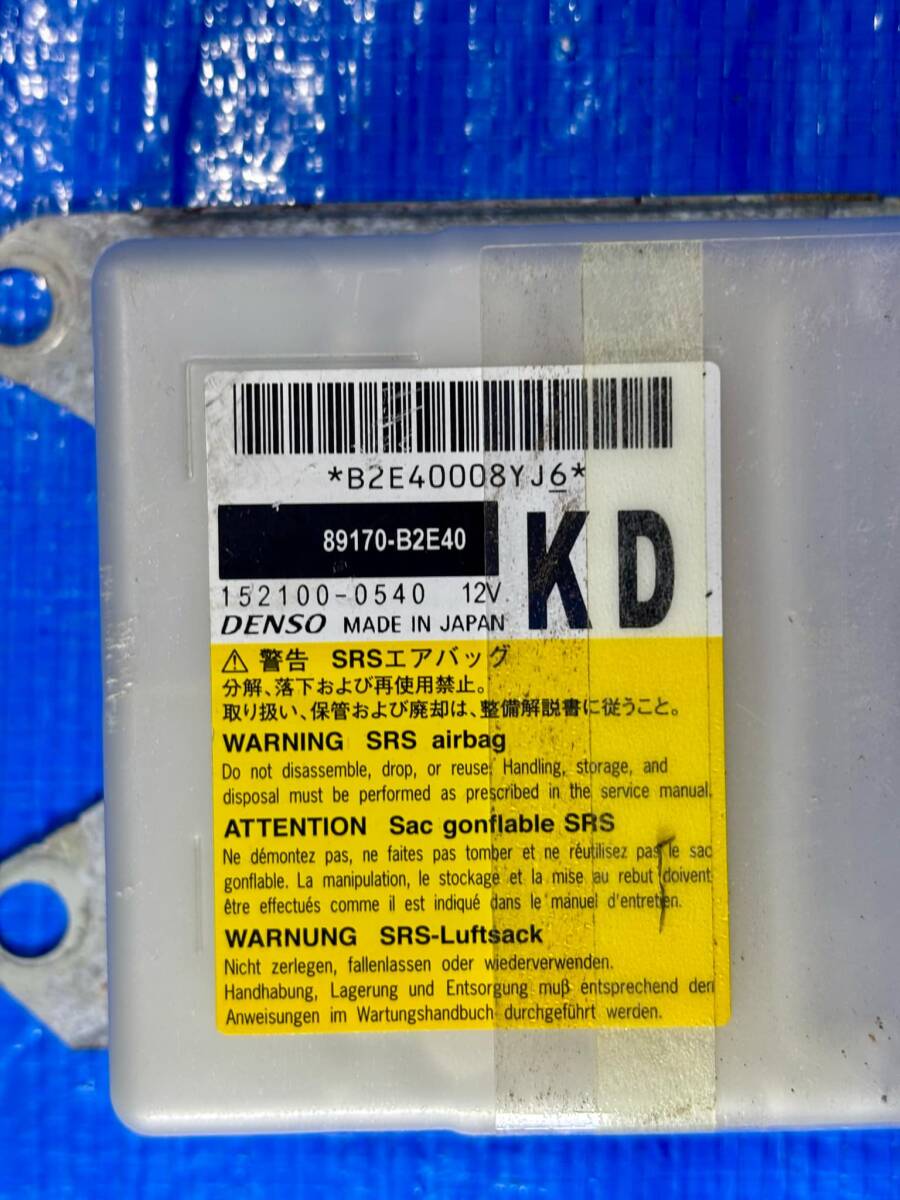 *B2E40008YJ6*
89170-B2E40
KD
152100-0540 12V
DENSO MADE IN JAPAN
⚠ 警告 SRSエアバッグ
分解、落下および再使用禁止。
取り扱い、保管および廃却は、整備解説書に従うこと。
WARNING SRS airbag
Do not disassemble, drop, or reuse. Handling, storage, and
disposal must be performed as prescribed in the service manual.
ATTENTION Sac gonflable SRS
Ne démontez pas, ne faites pas tomber et ne réutilisez pas le sac
gonflable. La manipulation, le stockage et la mise au rebut doivent
être effectués comme il est indiqué dans le manuel d'entretien.
WARNUNG SRS-Luftsack
Nicht zerlegen, fallenlassen oder wiederverwenden.
Handhabung, Lagerung und Entsorgung muß entsprechend den
Anweisungen im Wartungshandbuch durchgeführt werden.